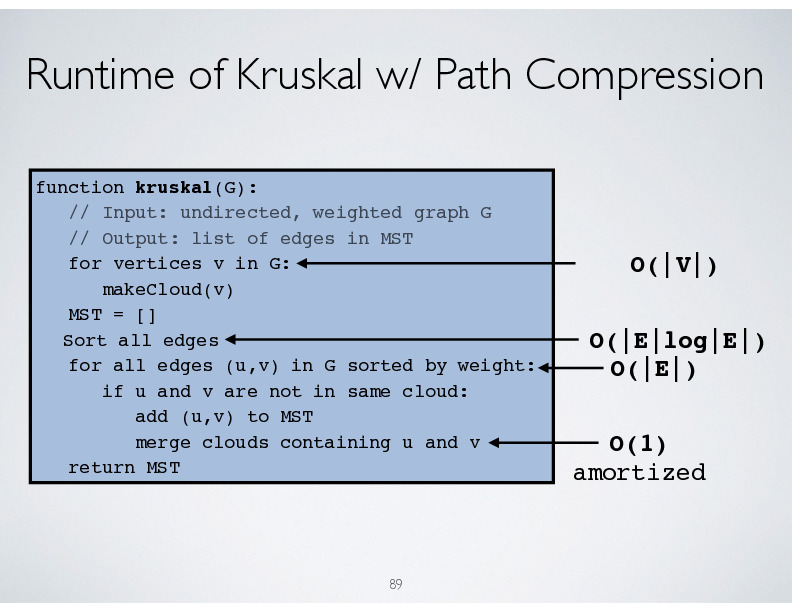 Runtime of Kruskal w/ Path Compression
function kruskal(G):
// Input: undirected, weighted graph G
// Output: list of edges in MST
for vertices v in G:
O(|V|)
makeCloud(v)
MST = []
Sort all edges
O(|E|log|E|)
for all edges (u,v) in G sorted by weight:
O(|E|)
if u and v are not in same cloud:
add (u,v) to MST
merge clouds containing u and v
O(1)
return MST
amortized
89